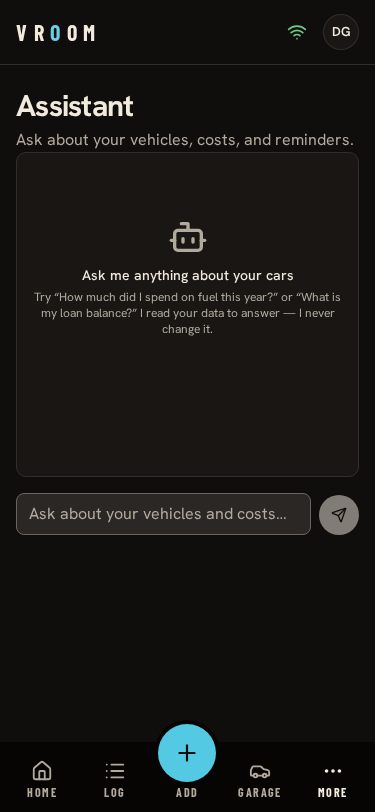 VROOM
DG
Assistant
Ask about your vehicles, costs, and reminders.
Ask me anything about your cars
Try “How much did I spend on fuel this year?” or “What is
my loan balance?” I read your data to answer — I never
change it.
Ask about your vehicles and costs...
HOME
LOG
ADD
GARAGE
MORE